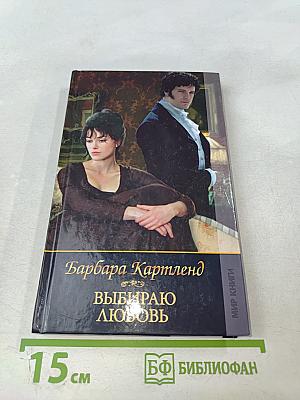 Барбара Картленд
ВЫБИРАЮ
ЛЮБОВЬ
МИР КНИГИ
15 см
БФ БИБЛИОФАН